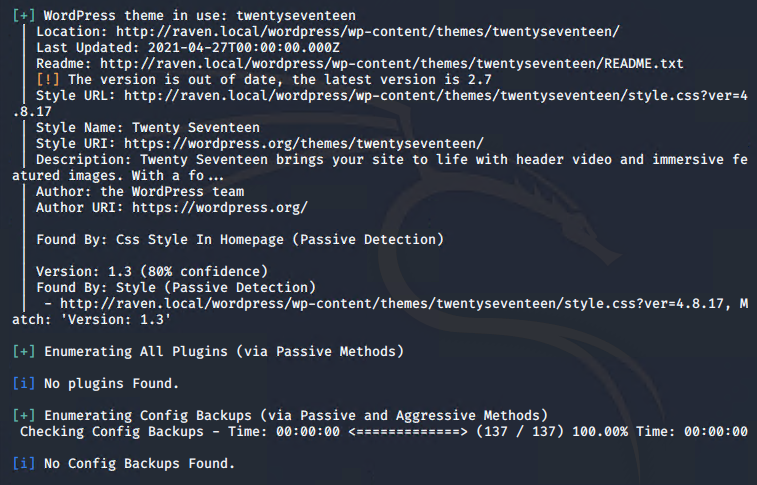 [+] WordPress theme in use: twentyseventeen
 | Location: http://raven.local/wordpress/wp-content/themes/twentyseventeen/
 | Last Updated: 2021-04-27T00:00:00.000Z
 | Readme: http://raven.local/wordpress/wp-content/themes/twentyseventeen/README.txt
 | [!] The version is out of date, the latest version is 2.7
 | Style URL: http://raven.local/wordpress/wp-content/themes/twentyseventeen/style.css?ver=4
.8.17
 | Style Name: Twenty Seventeen
 | Style URI: https://wordpress.org/themes/twentyseventeen/
 | Description: Twenty Seventeen brings your site to life with header video and immersive fe
atured images. With a fo...
 | Author: the WordPress team
 | Author URI: https://wordpress.org/
 |
 | Found By: Css Style In Homepage (Passive Detection)
 |
 | Version: 1.3 (80% confidence)
 | Found By: Style (Passive Detection)
 |  - http://raven.local/wordpress/wp-content/themes/twentyseventeen/style.css?ver=4.8.17, M
atch: 'Version: 1.3'

[+] Enumerating All Plugins (via Passive Methods)

[i] No plugins Found.

[+] Enumerating Config Backups (via Passive and Aggressive Methods)
 Checking Config Backups - Time: 00:00:00 <=============> (137 / 137) 100.00% Time: 00:00:00

[i] No Config Backups Found.